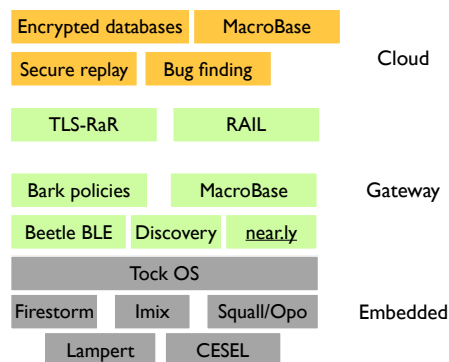 Encrypted databases MacroBase
Cloud
Secure replay Bug finding
TLS-RaR RAIL
Bark policies MacroBase Gateway
Beetle BLE Discovery near.ly
Tock OS
Firestorm Imix Squall/Opo Embedded
Lampert CESEL